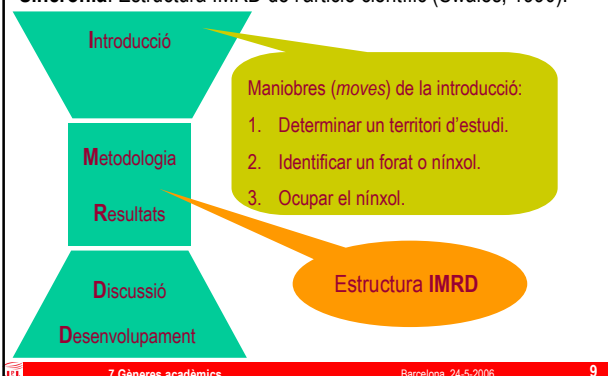 Sincronia: Estructura IMRD de l'article científic (Swales, 1990).
Introducció
Maniobres (moves) de la introducció:
1. Determinar un territori d'estudi.
2. Identificar un forat o nínxol.
3. Ocupar el nínxol.
Metodologia
Resultats
Estructura IMRD
Discussió
Desenvolupament
7 Gèneres acadèmics
Barcelona, 24-5-2006
9